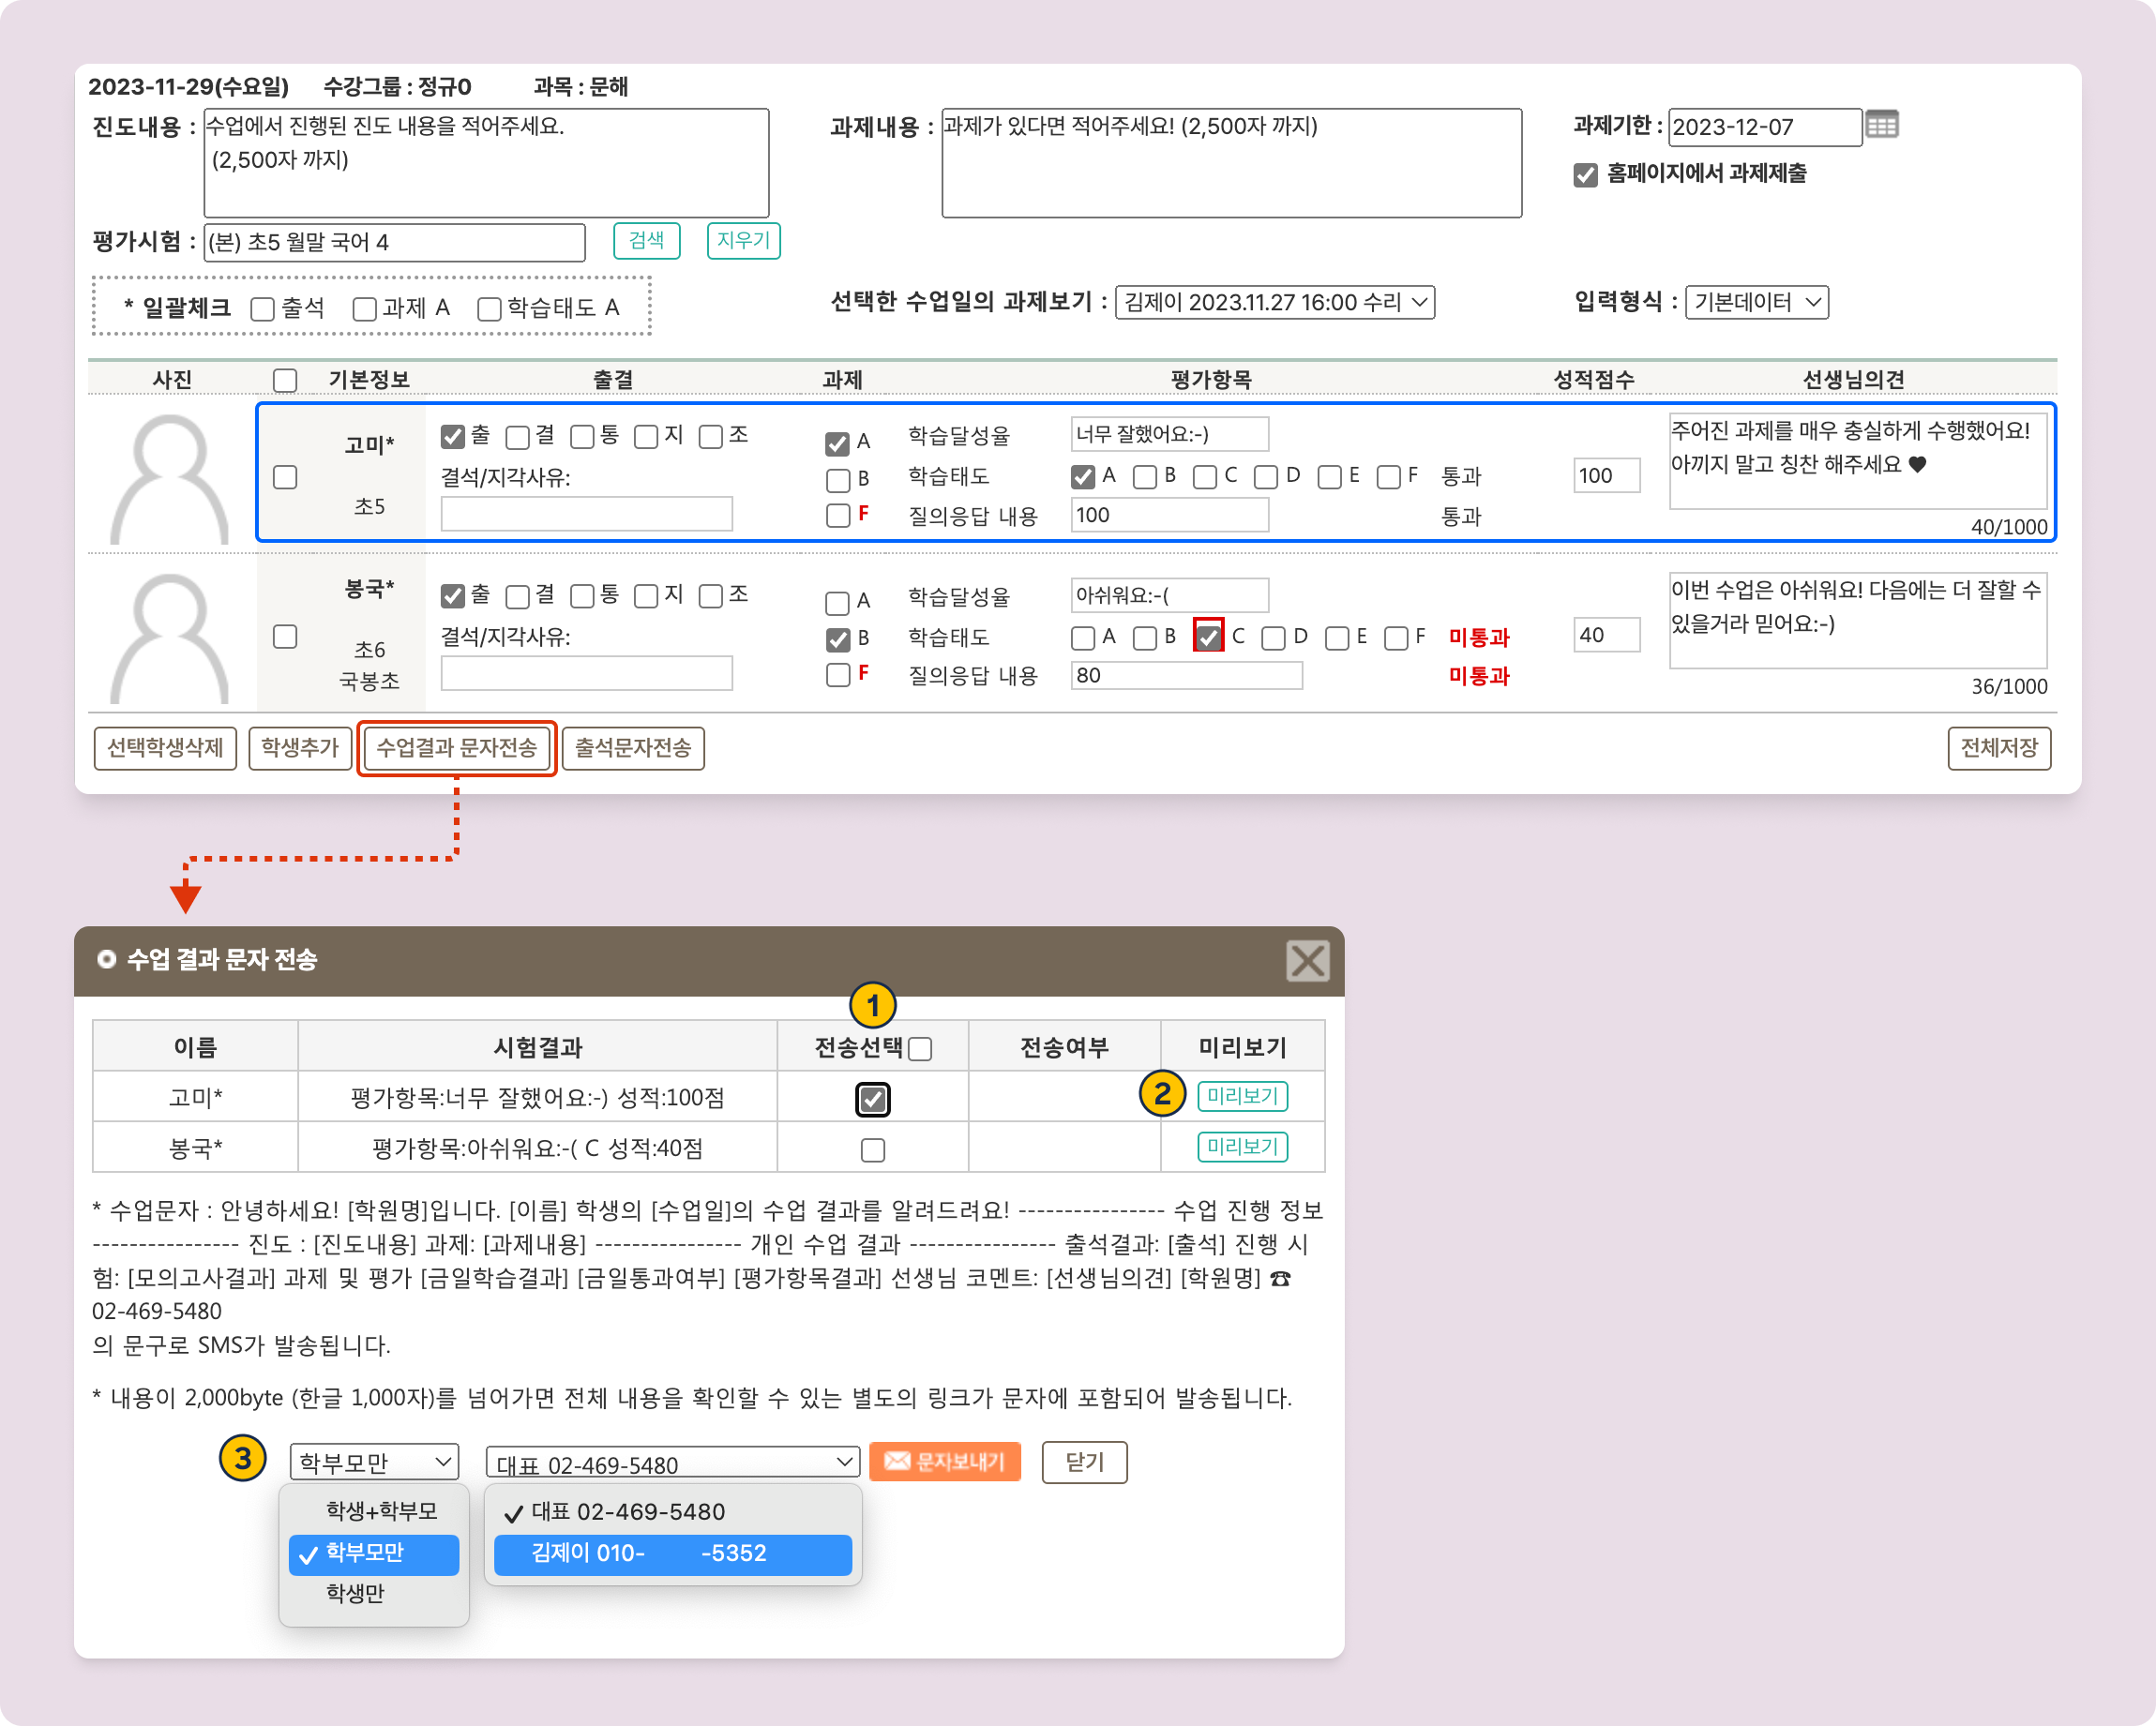 2023-11-29(수요일) 수강그룹 : 정규0 과목 : 문해
진도내용 : 수업에서 진행된 진도 내용을 적어주세요.
(2,500자 까지)
과제내용 : 과제가 있다면 적어주세요! (2,500자 까지)
과제기한 : 2023-12-07
홈페이지에서 과제제출
평가시험 : (본) 초5 월말 국어 4 검색 지우기
* 일괄체크 출석 과제 A 학습태도 A
선택한 수업일의 과제보기 : 김제이 2023.11.27 16:00 수리
입력형식 : 기본데이터
사진 기본정보 출결 과제 평가항목 성적점수 선생님의견
고미*
초5
출 결 통 지 조
결석/지각사유:
A
B
F
학습달성율 너무 잘했어요:-)
학습태도 A B C D E F 통과
질의응답 내용 100 통과
100
주어진 과제를 매우 충실하게 수행했어요!
아끼지 말고 칭찬 해주세요 ♥
40/1000
봉국*
초6
국봉초
출 결 통 지 조
결석/지각사유:
A
B
F
학습달성율 아쉬워요:-(
학습태도 A B C D E F 미통과
질의응답 내용 80 미통과
40
이번 수업은 아쉬워요! 다음에는 더 잘할 수
있을거라 믿어요:-)
36/1000
선택학생삭제 학생추가 수업결과 문자전송 출석문자전송 전체저장
수업 결과 문자 전송
1
이름 시험결과 전송선택 전송여부 미리보기
고미* 평가항목:너무 잘했어요:-) 성적:100점 2 미리보기
봉국* 평가항목:아쉬워요:-( C 성적:40점 미리보기
* 수업문자 : 안녕하세요! [학원명]입니다. [이름] 학생의 [수업일]의 수업 결과를 알려드려요! ---------------- 수업 진행 정보
---------------- 진도 : [진도내용] 과제: [과제내용] ---------------- 개인 수업 결과 ---------------- 출석결과: [출석] 진행 시
험: [모의고사결과] 과제 및 평가 [금일학습결과] [금일통과여부] [평가항목결과] 선생님 코멘트: [선생님의견] [학원명] ☎
02-469-5480
의 문구로 SMS가 발송됩니다.
* 내용이 2,000byte (한글 1,000자)를 넘어가면 전체 내용을 확인할 수 있는 별도의 링크가 문자에 포함되어 발송됩니다.
3 학부모만 대표 02-469-5480 문자보내기 닫기
학생+학부모
학부모만
학생만
대표 02-469-5480
김제이 010- -5352